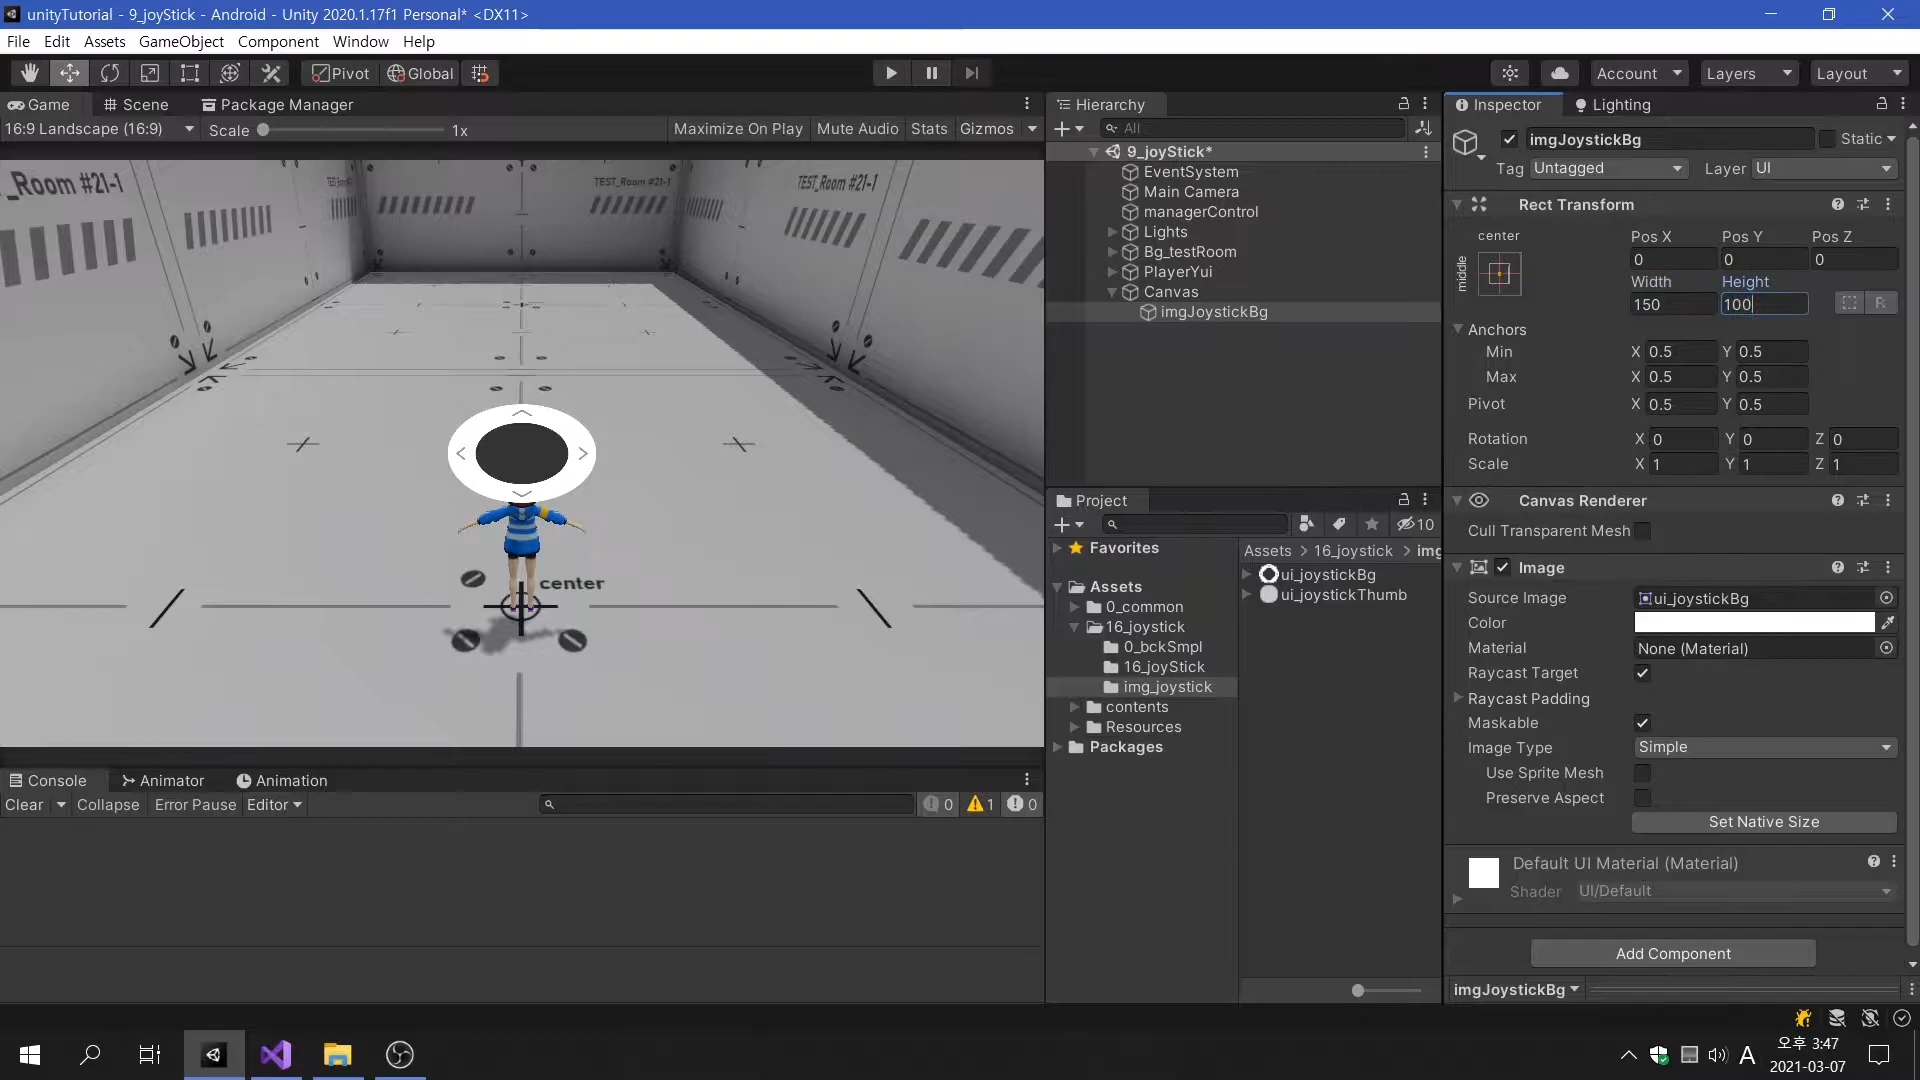 unityTutorial - 9_joyStick - Android - Unity 2020.1.17f1 Personal* <DX11>
File Edit Assets GameObject Component Window Help
Pivot Global Account Layers Layout
Game Scene Package Manager
16:9 Landscape (16:9) Scale 1x Maximize On Play Mute Audio Stats Gizmos
TEST_Room #21-1
TEST_Room #21-1
_Room #21-1
center
Console Animator Animation
Clear Collapse Error Pause Editor 0 1 0
Hierarchy
All
9_joyStick*
EventSystem
Main Camera
managerControl
Lights
Bg_testRoom
PlayerYui
Canvas
imgJoystickBg
Project
10
Favorites
Assets
0_common
16_joystick
0_bckSmpl
16_joyStick
img_joystick
contents
Resources
Packages
Assets > 16_joystick > img
ui_joystickBg
ui_joystickThumb
Inspector Lighting
imgJoystickBg Static
Tag Untagged Layer UI
Rect Transform
center
middle
Pos X Pos Y Pos Z
0 0 0
Width Height
150 100 R
Anchors
Min X 0.5 Y 0.5
Max X 0.5 Y 0.5
Pivot X 0.5 Y 0.5
Rotation X 0 Y 0 Z 0
Scale X 1 Y 1 Z 1
Canvas Renderer
Cull Transparent Mesh
Image
Source Image ui_joystickBg
Color
Material None (Material)
Raycast Target
Raycast Padding
Maskable
Image Type Simple
Use Sprite Mesh
Preserve Aspect
Set Native Size
Default UI Material (Material)
Shader UI/Default
Add Component
imgJoystickBg
A 오후 3:47
2021-03-07